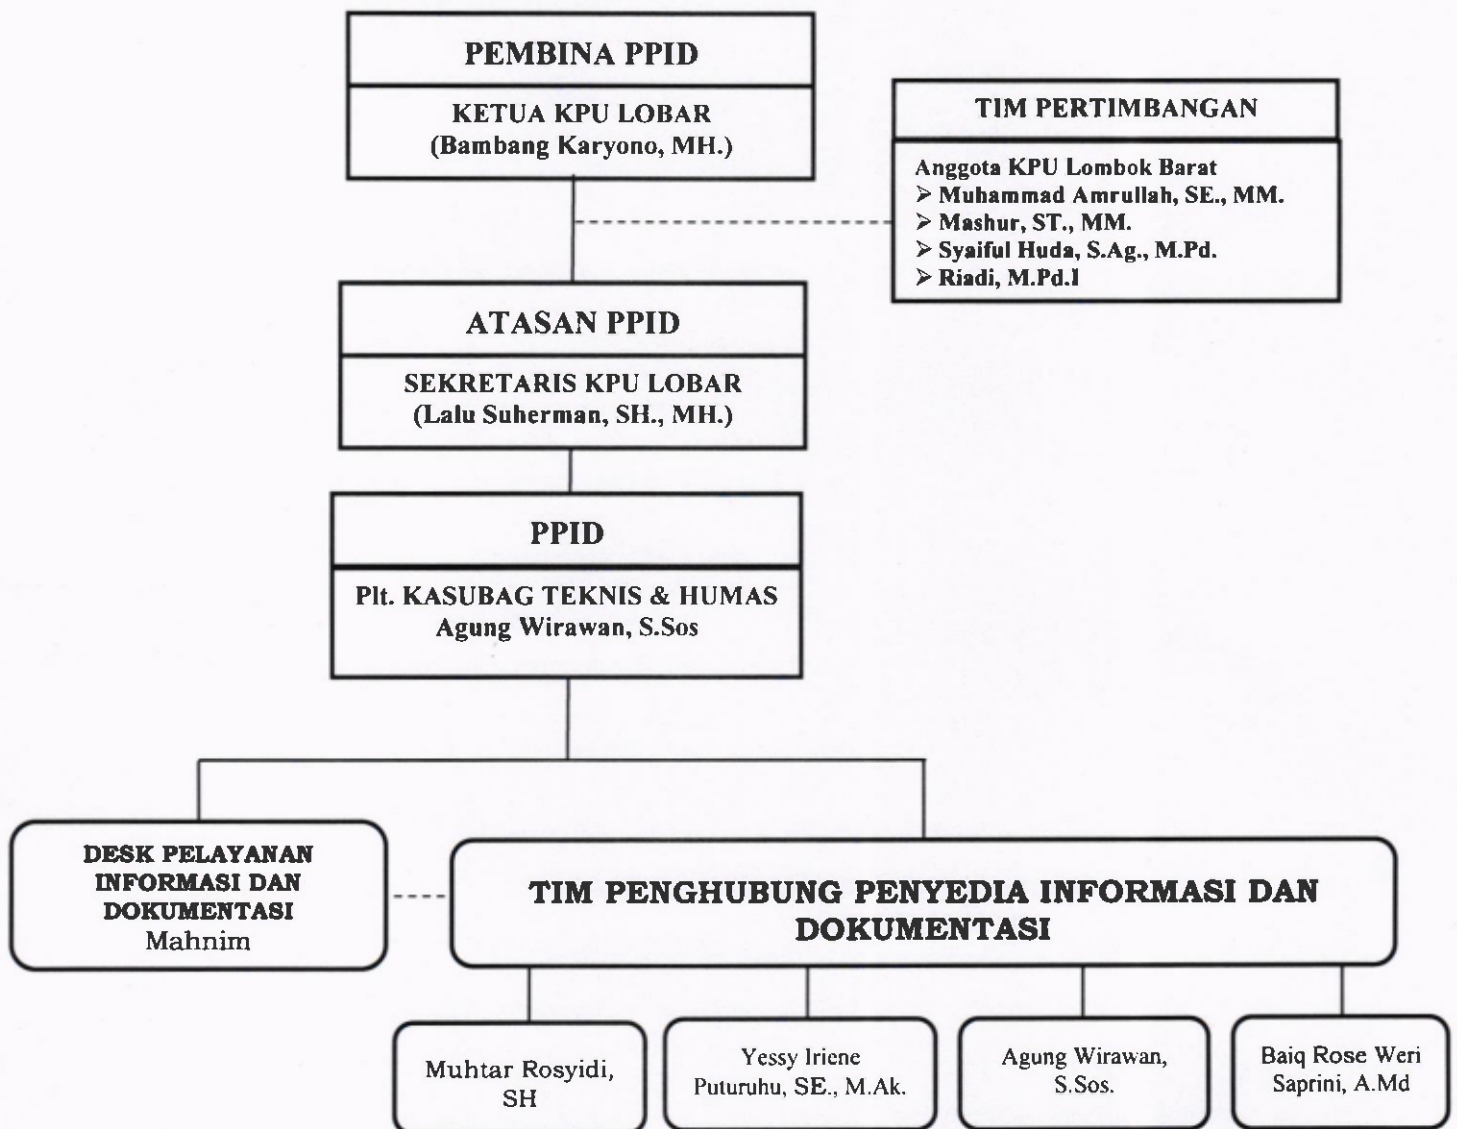 PEMBINA PPID
KETUA KPU LOBAR
(Bambang Karyono, MH.)
TIM PERTIMBANGAN
Anggota KPU Lombok Barat
➢ Muhammad Amrullah, SE., MM.
➢ Mashur, ST., MM.
➢ Syaiful Huda, S.Ag., M.Pd.
➢ Riadi, M.Pd.I
ATASAN PPID
SEKRETARIS KPU LOBAR
(Lalu Suherman, SH., MH.)
PPID
Plt. KASUBAG TEKNIS & HUMAS
Agung Wirawan, S.Sos
DESK PELAYANAN
INFORMASI DAN
DOKUMENTASI
Mahnim
TIM PENGHUBUNG PENYEDIA INFORMASI DAN
DOKUMENTASI
Muhtar Rosyidi,
SH
Yessy Iriene
Puturuhu, SE., M.Ak.
Agung Wirawan,
S.Sos.
Baiq Rose Weri
Saprini, A.Md